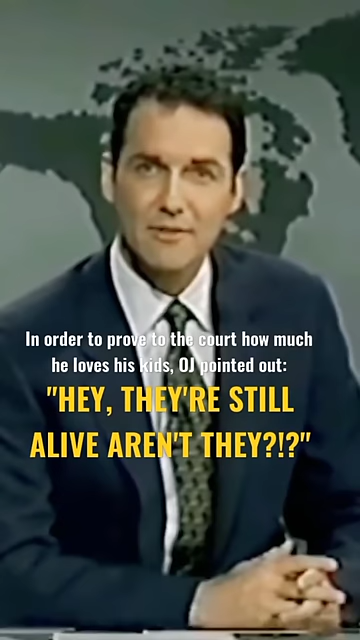 In order to prove to the court how much
he loves his kids, OJ pointed out:
"HEY, THEY'RE STILL
ALIVE AREN'T THEY?!?"